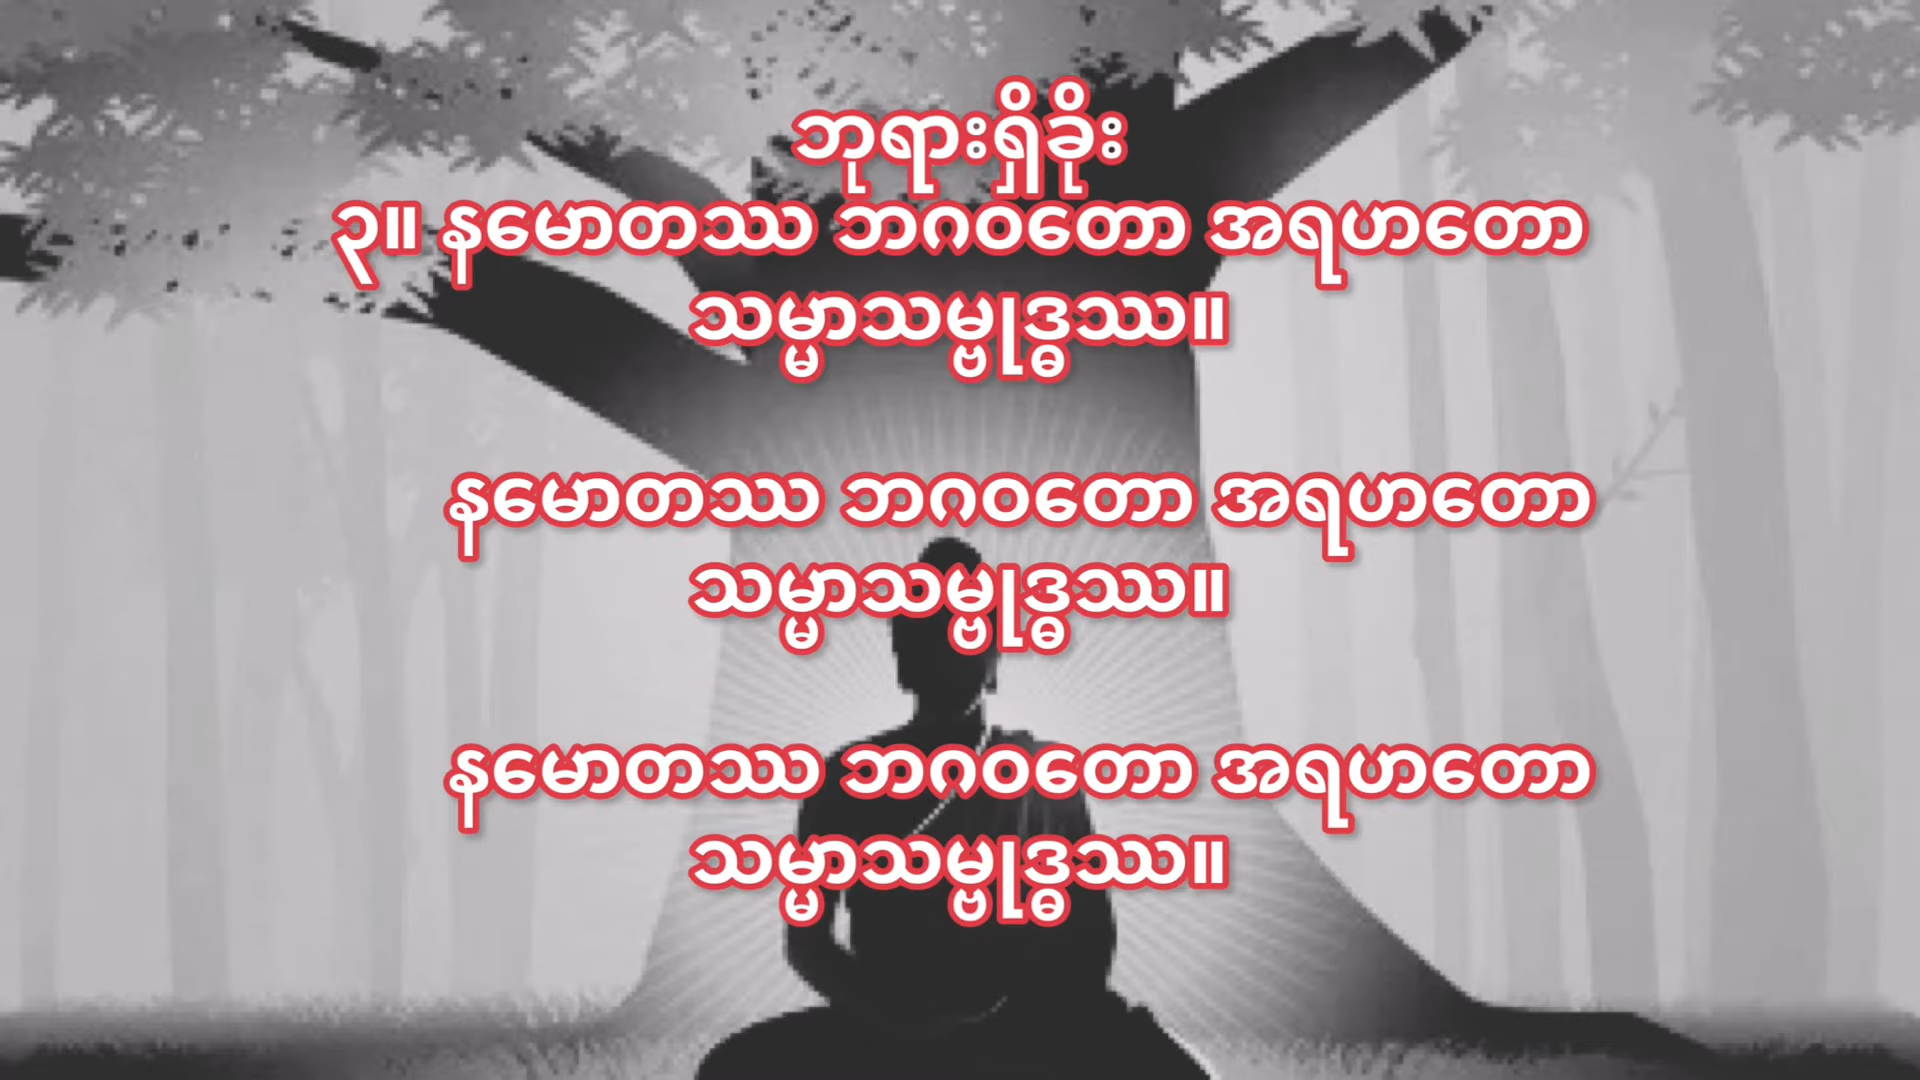 ဘုရားရှိခိုး
၃။ နမောတဿ ဘဂဝတော အရဟတော
သမ္မာသမ္ဗုဒ္ဓဿ။
နမောတဿ ဘဂဝတော အရဟတော
သမ္မာသမ္ဗုဒ္ဓဿ။
နမောတဿ ဘဂဝတော အရဟတော
သမ္မာသမ္ဗုဒ္ဓဿ။